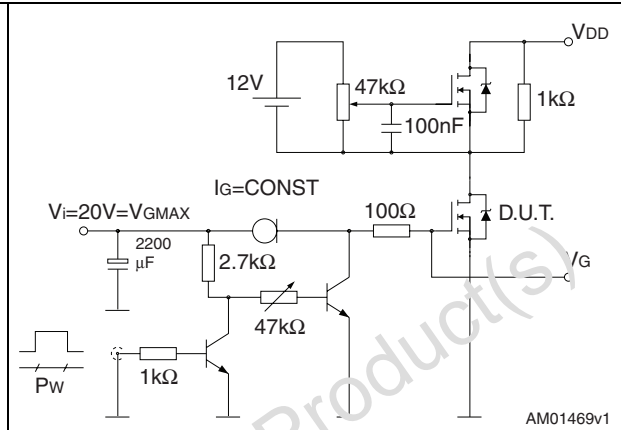 VDD
12V
47kΩ
1kΩ
100nF
IG=CONST
Vi=20V=VGMAX
100Ω
D.U.T.
2200
μF
2.7kΩ
VG
47kΩ
1kΩ
PW
Product(s)
AM01469v1